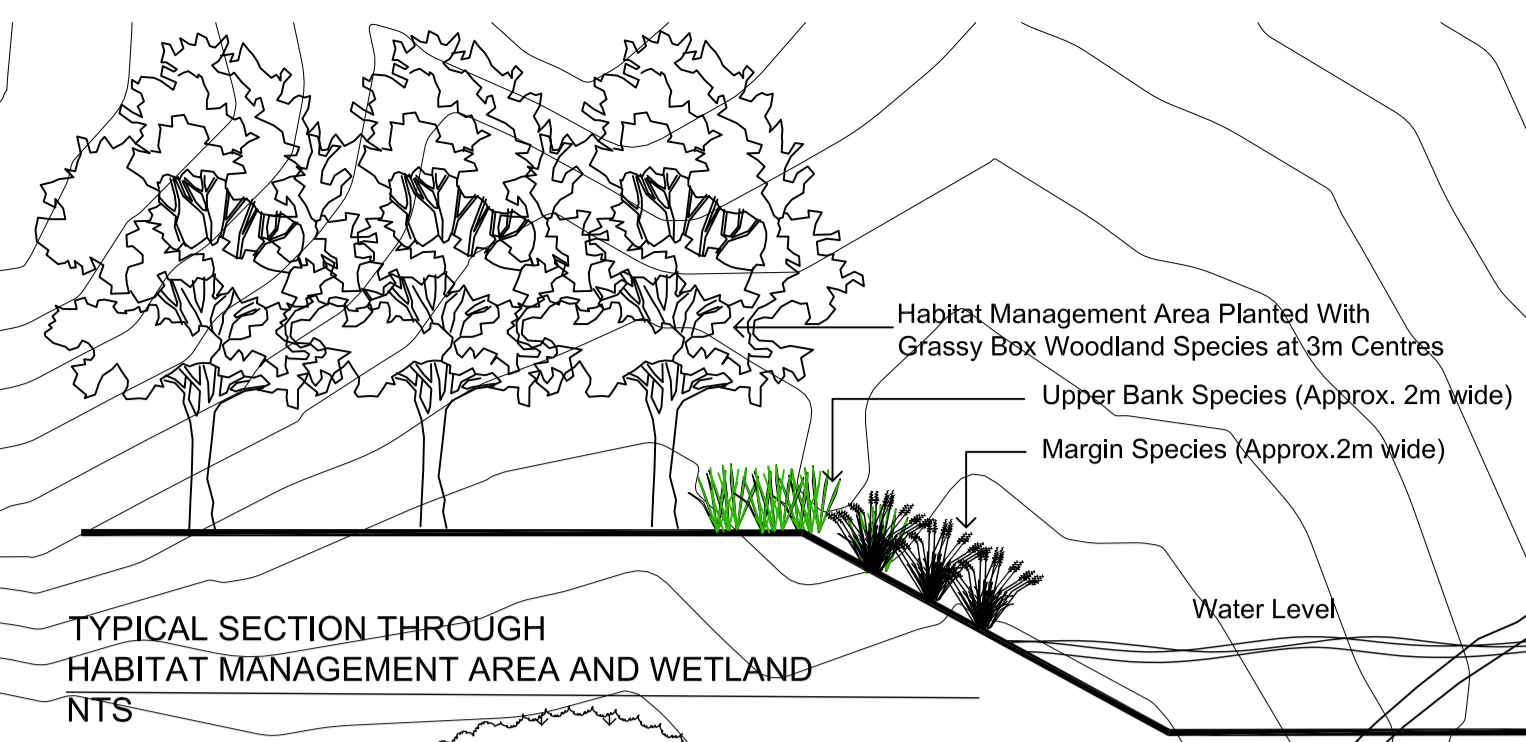 Habitat Management Area Planted With
Grassy Box Woodland Species at 3m Centres
Upper Bank Species (Approx. 2m wide)
Margin Species (Approx.2m wide)
Water Level
TYPICAL SECTION THROUGH
HABITAT MANAGEMENT AREA AND WETLAND
NTS